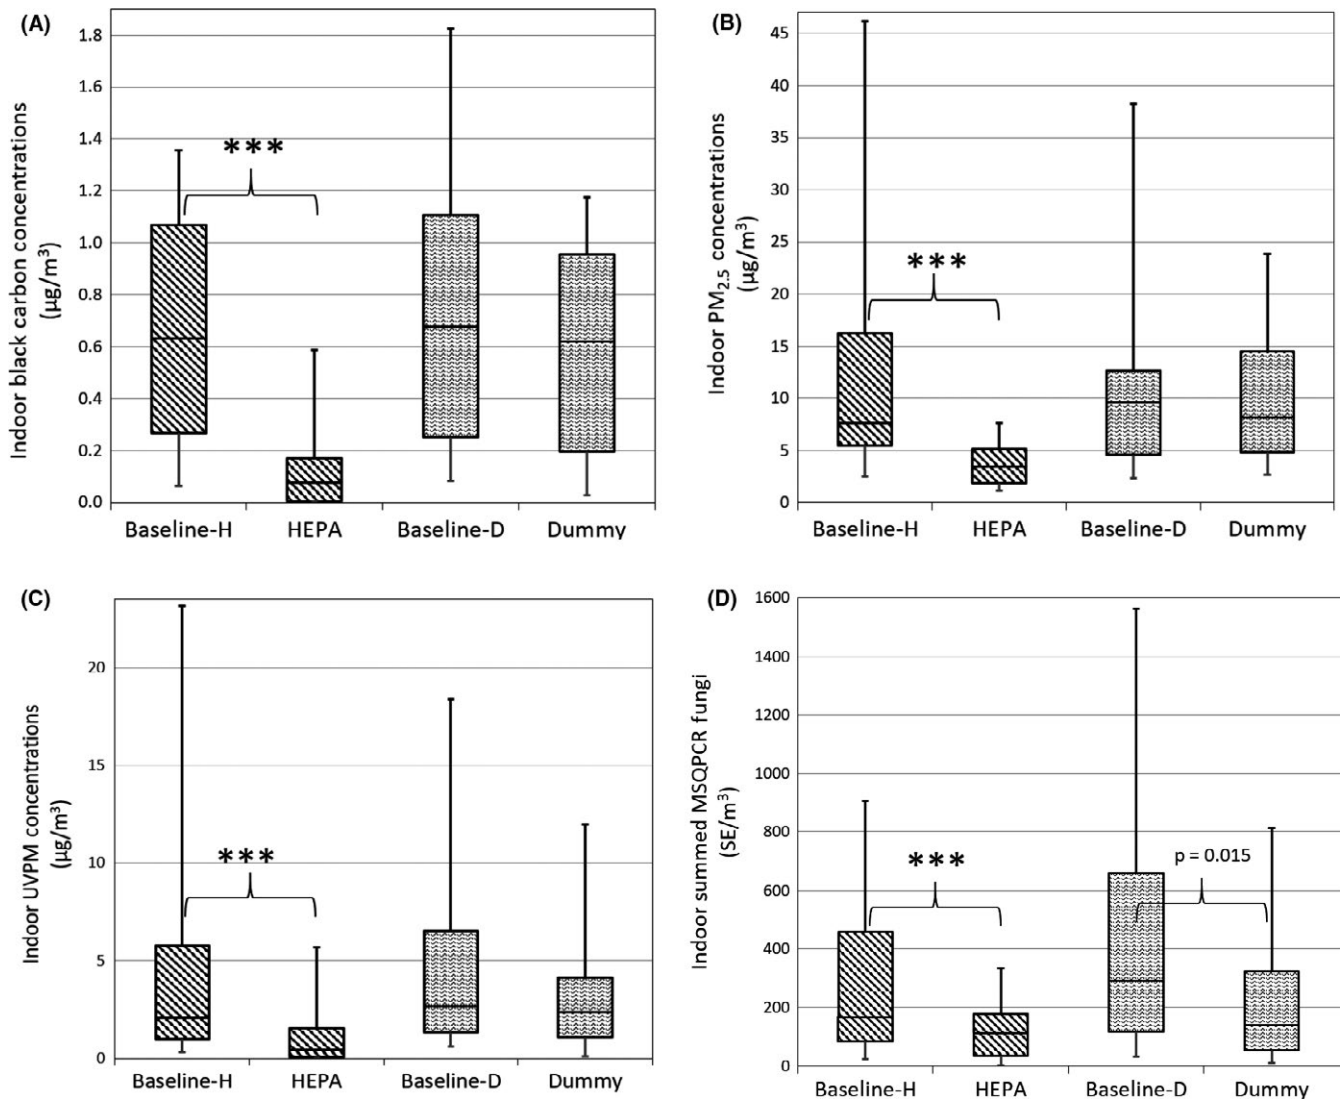 (A)
Indoor black carbon concentrations
(µg/m³)
1.8
1.6
1.4
1.2
1.0
0.8
0.6
0.4
0.2
0.0
***
Baseline-H HEPA Baseline-D Dummy
(B)
Indoor PM2.5 concentrations
(µg/m³)
45
40
35
30
25
20
15
10
5
0
***
Baseline-H HEPA Baseline-D Dummy
(C)
Indoor UVPM concentrations
(µg/m³)
20
15
10
5
0
***
Baseline-H HEPA Baseline-D Dummy
(D)
Indoor summed MSQPCR fungi
(SE/m³)
1600
1400
1200
1000
800
600
400
200
0
***
p = 0.015
Baseline-H HEPA Baseline-D Dummy